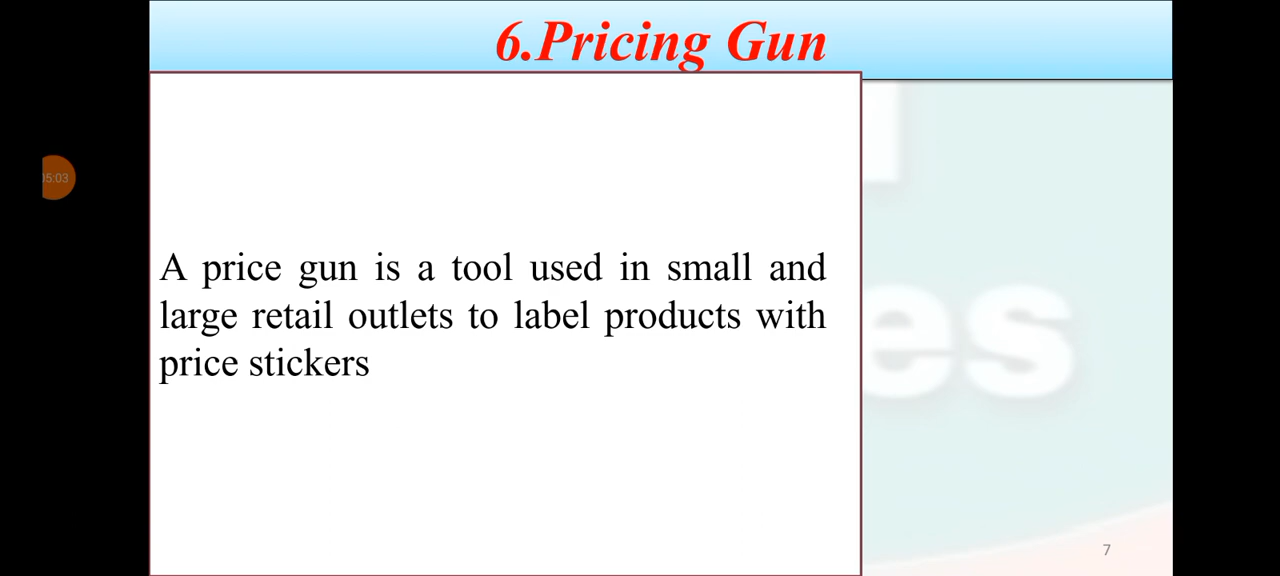 6.Pricing Gun
A price gun is a tool used in small and
large retail outlets to label products with
price stickers
es
7